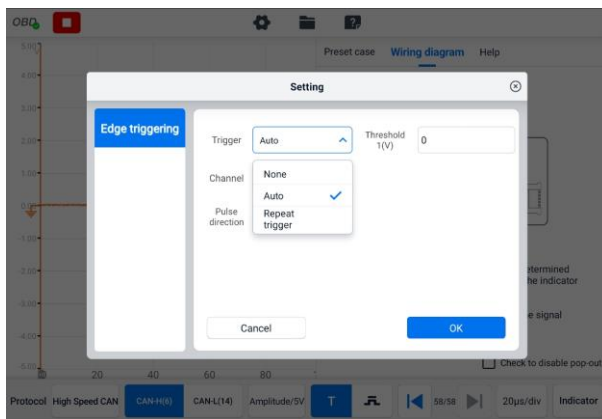 OBD
5.00
Preset case Wiring diagram Help
4.00
Setting
3.00
Edge triggering
Trigger Auto Threshold 1(V) 0
2.00
None
Channel
1.00
Auto
Pulse direction
Repeat trigger
0.00
-1.00
etermined
he indicator
-2.00
e signal
-3.00
Cancel OK
-4.00
Check to disable pop-out
-5.00
0 20 40 60 80
Protocol High Speed CAN CAN-H(6) CAN-L(14) Amplitude/5V T 58/58 20μs/div Indicator